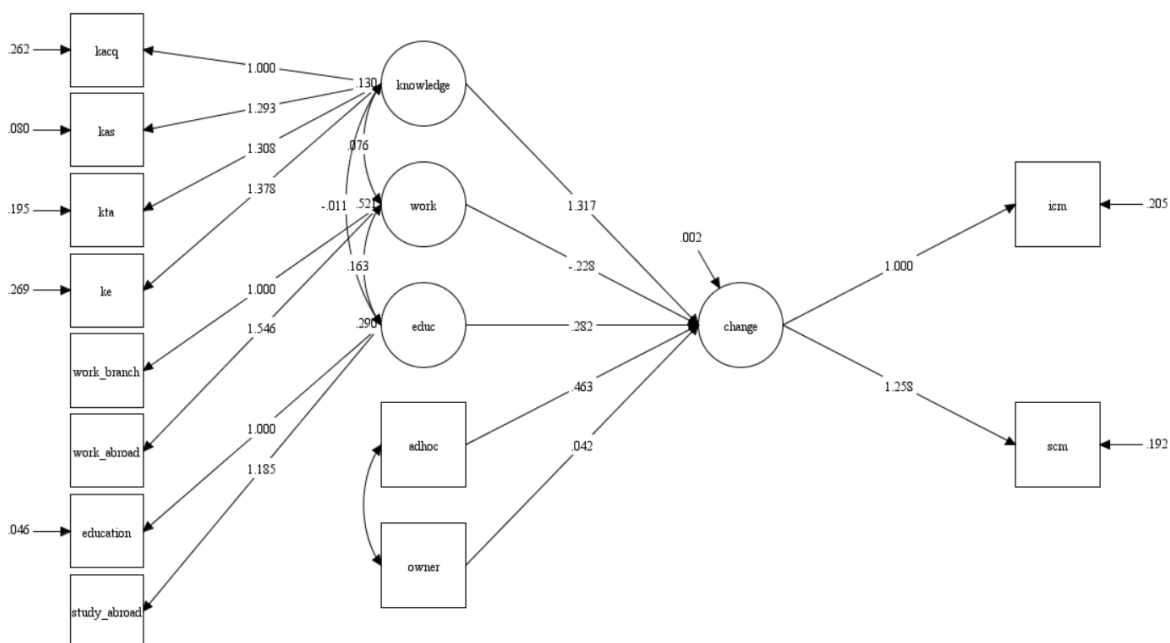 .262
kacq
1.000
.130
knowledge
.080
kas
1.293
.195
kta
1.308
.076
ke
1.378
.269
-.011
.521
work
1.317
icm
.205
.002
-.228
1.000
.163
work_branch
1.000
.290
educ
.282
change
work_abroad
1.546
adhoc
.463
1.258
scm
.192
.042
.046
education
1.000
owner
study_abroad
1.185